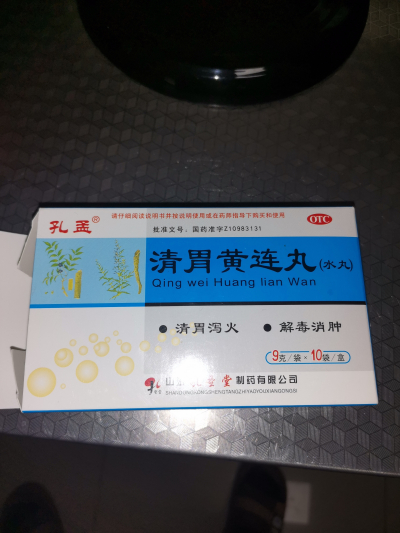 请仔细阅读说明书并按说明使用或在药师指导下购买和使用
孔孟®
批准文号:国药准字Z10983131
OTC
清胃黄连丸(水丸)
Qing wei Huang lian Wan
● 清胃泻火 ● 解毒消肿
9克/袋×10袋/盒
制药有限公司